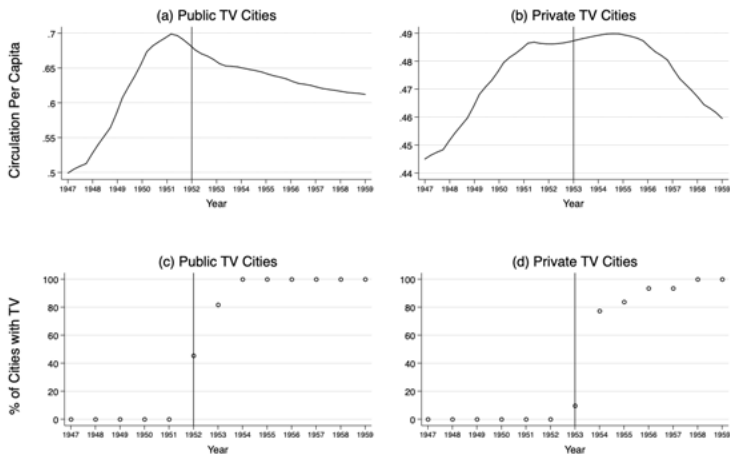 (a) Public TV Cities
Circulation Per Capita
.7
.65
.6
.55
.5
1947 1948 1949 1950 1951 1952 1953 1954 1955 1956 1957 1958 1959
Year
(b) Private TV Cities
.49
.48
.47
.46
.45
.44
1947 1948 1949 1950 1951 1952 1953 1954 1955 1956 1957 1958 1959
Year
(c) Public TV Cities
% of Cities with TV
100
80
60
40
20
0
1947 1948 1949 1950 1951 1952 1953 1954 1955 1956 1957 1958 1959
Year
(d) Private TV Cities
100
80
60
40
20
0
1947 1948 1949 1950 1951 1952 1953 1954 1955 1956 1957 1958 1959
Year